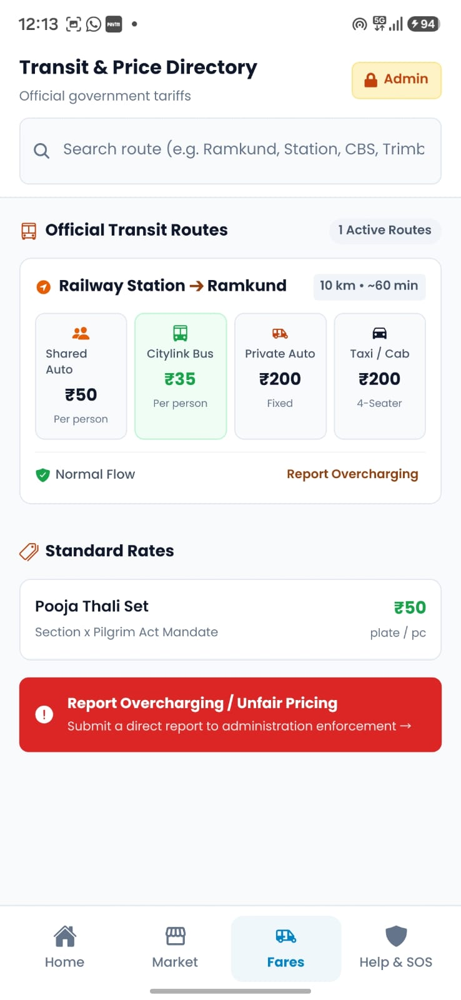 12:13
Paytm
5G
94
Transit & Price Directory
Official government tariffs
Admin
Search route (e.g. Ramkund, Station, CBS, Trimb
Official Transit Routes
1 Active Routes
Railway Station → Ramkund
10 km • ~60 min
Shared
Auto
₹50
Per person
Citylink Bus
₹35
Per person
Private Auto
₹200
Fixed
Taxi / Cab
₹200
4-Seater
Normal Flow
Report Overcharging
Standard Rates
Pooja Thali Set
₹50
Section x Pilgrim Act Mandate
plate / pc
Report Overcharging / Unfair Pricing
Submit a direct report to administration enforcement →
Home
Market
Fares
Help & SOS